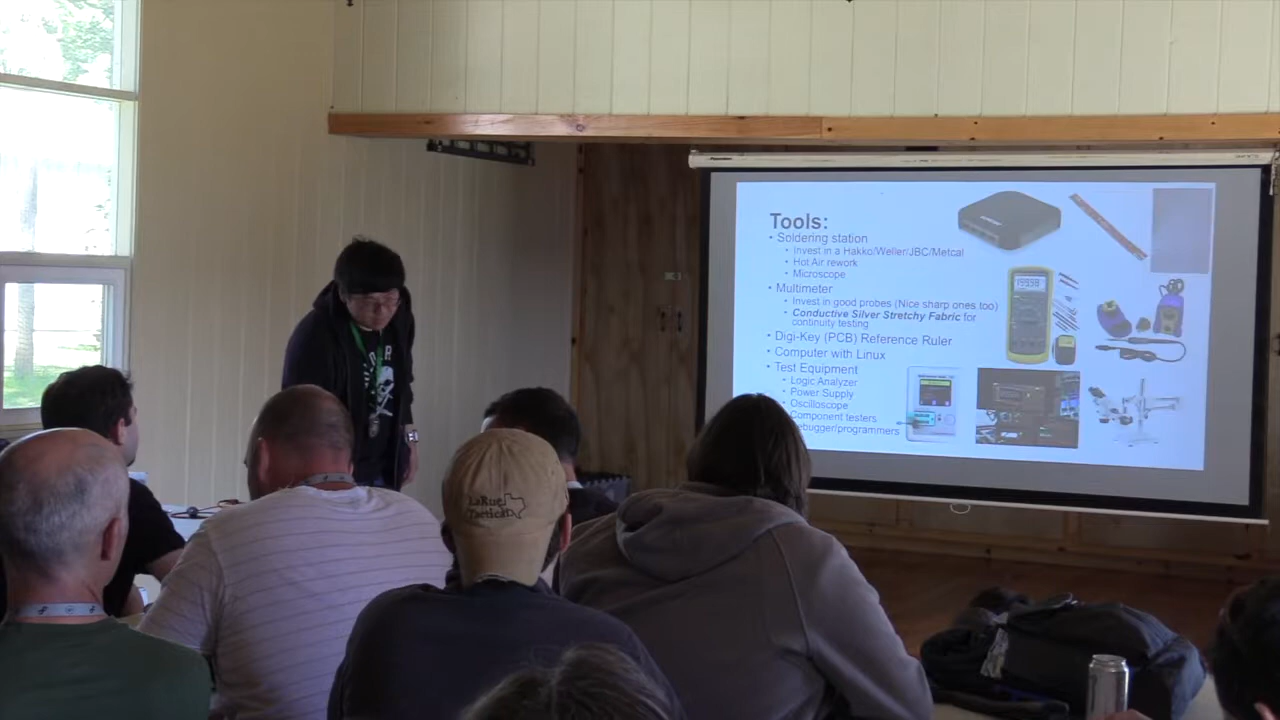 Tools:
• Soldering station
• Invest in a Hakko/Weller/JBC/Metcal
• Hot Air rework
• Microscope
• Multimeter
• Invest in good probes (Nice sharp ones too)
• Conductive Silver Stretchy Fabric for
continuity testing
• Digi-Key (PCB) Reference Ruler
• Computer with Linux
• Test Equipment
• Logic Analyzer
• Power Supply
• Oscilloscope
Component testers
ebugger/programmers
LaRue
Tactical